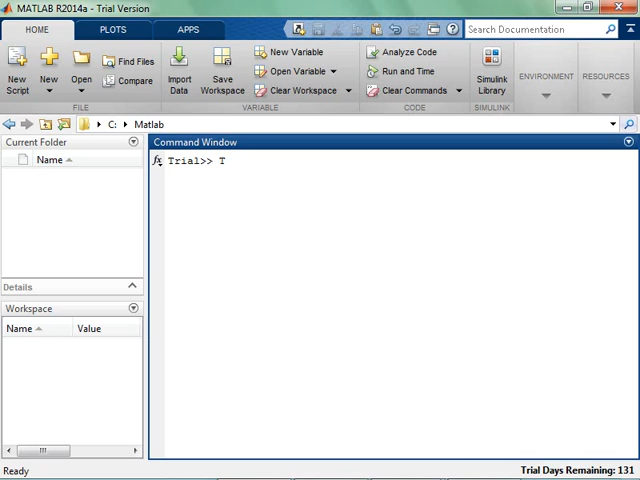 MATLAB R2014a - Trial Version
HOME PLOTS APPS Search Documentation
New Script
New
Open
Find Files
Compare
FILE
Import Data
Save Workspace
New Variable
Open Variable
Clear Workspace
VARIABLE
Analyze Code
Run and Time
Clear Commands
CODE
Simulink Library
SIMULINK
ENVIRONMENT
RESOURCES
C: Matlab
Current Folder
Name
Details
Workspace
Name Value
Command Window
fx Trial>> T
Ready
Trial Days Remaining: 131